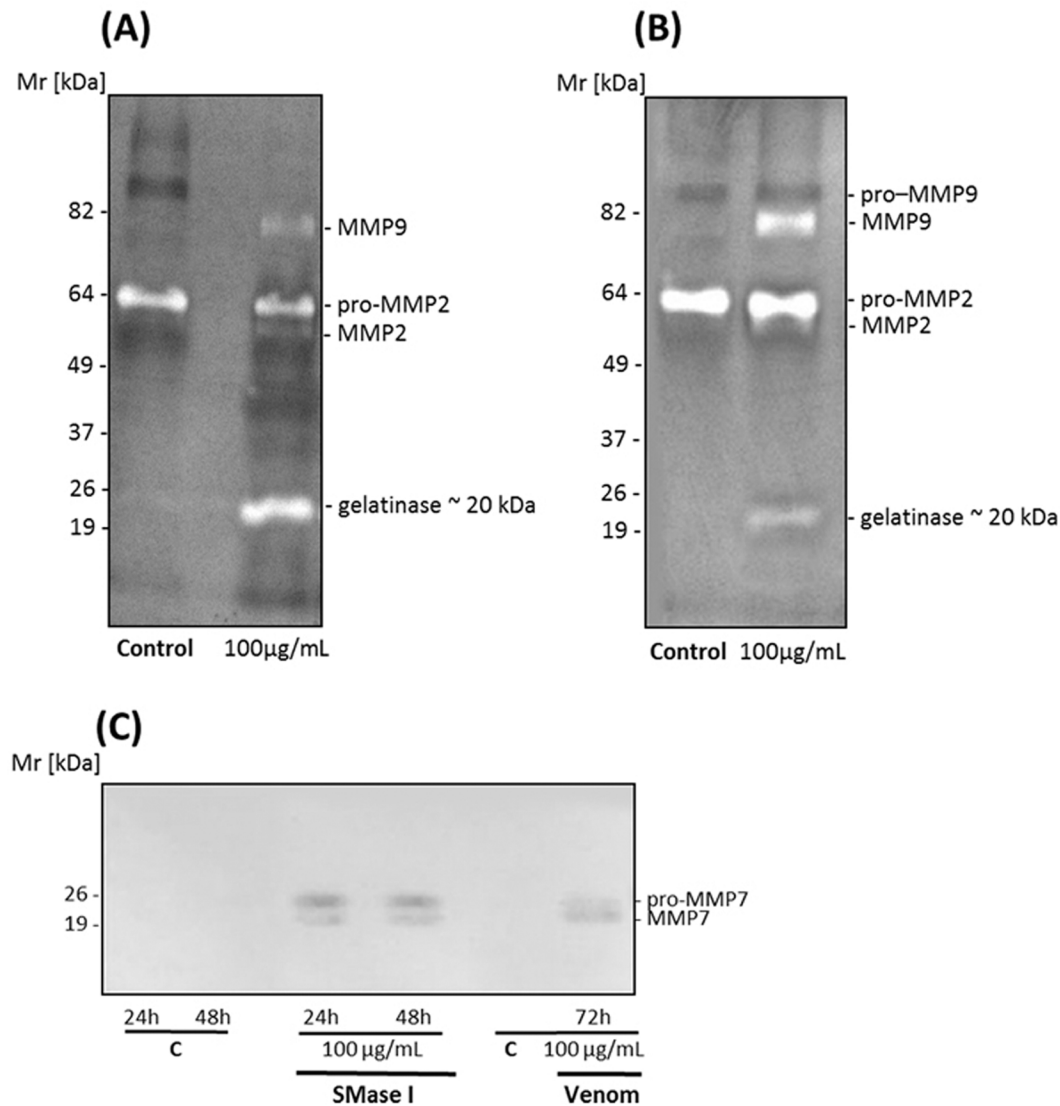 (A)
Mr [kDa]
82 -
64 -
49 -
37 -
26 -
19 -
- MMP9
- pro-MMP2
- MMP2
- gelatinase ~ 20 kDa
Control 100µg/mL
(B)
Mr [kDa]
82 -
64 -
49 -
37 -
26 -
19 -
- pro–MMP9
- MMP9
- pro-MMP2
- MMP2
- gelatinase ~ 20 kDa
Control 100µg/mL
(C)
Mr [kDa]
26 -
19 -
- pro-MMP7
- MMP7
24h 48h 24h 48h 72h
C 100 µg/mL C 100 µg/mL
SMase I Venom